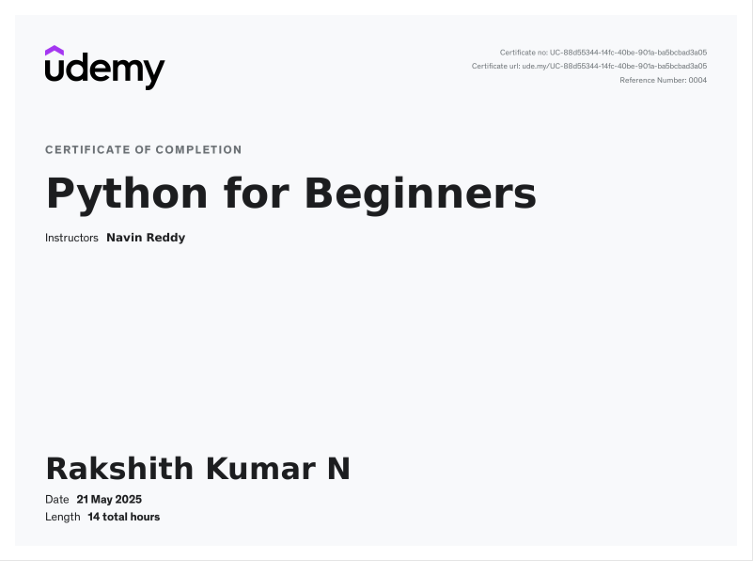 udemy
Certificate no: UC-88d55344-14fc-40be-901a-ba5bcbad3a05
Certificate url: ude.my/UC-88d55344-14fc-40be-901a-ba5bcbad3a05
Reference Number: 0004
CERTIFICATE OF COMPLETION
Python for Beginners
Instructors Navin Reddy
Rakshith Kumar N
Date 21 May 2025
Length 14 total hours